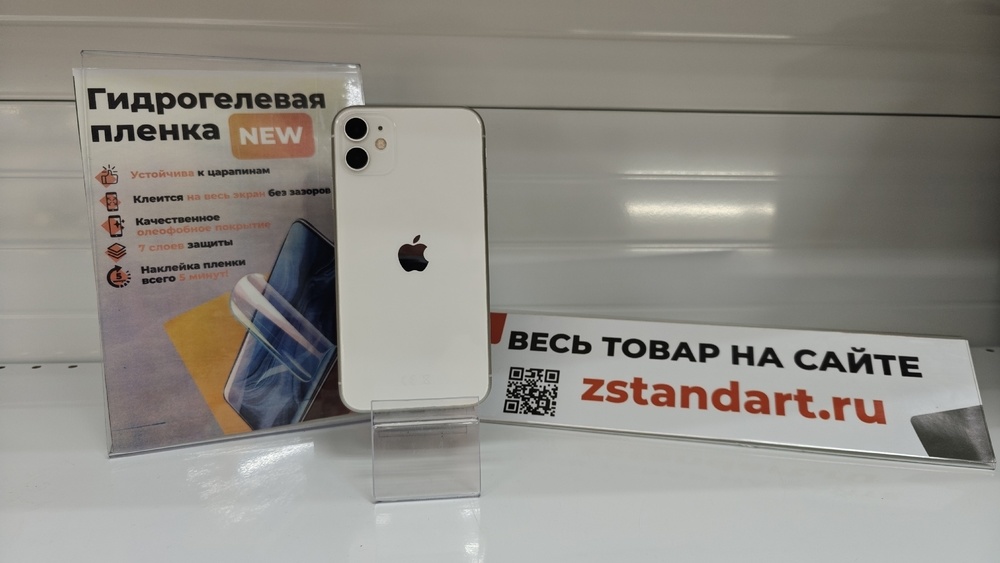 Гидрогелевая
пленка NEW
Устойчива к царапинам
Клеится на весь экран без зазоров
Качественное
олеофобное покрытие
7 слоев защиты
5
Наклейка пленки
всего 5 минут!
ВЕСЬ ТОВАР НА САЙТЕ
zstandart.ru